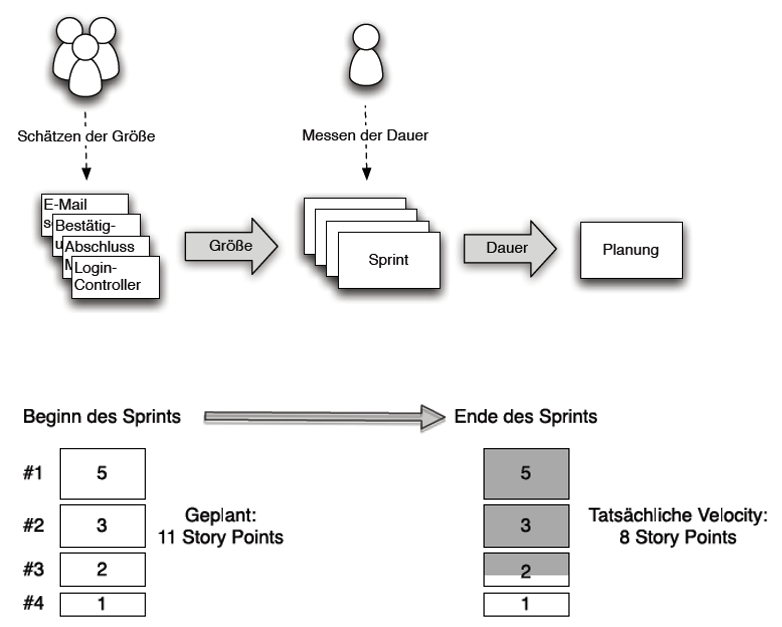 Schätzen der Größe
Messen der Dauer
E-Mail
s
Bestätig-
u
Abschluss
M
Login-
Controller
Größe
Sprint
Dauer
Planung
Beginn des Sprints
Ende des Sprints
#1
5
5
#2
3
Geplant:
11 Story Points
3
Tatsächliche Velocity:
8 Story Points
#3
2
2
#4
1
1